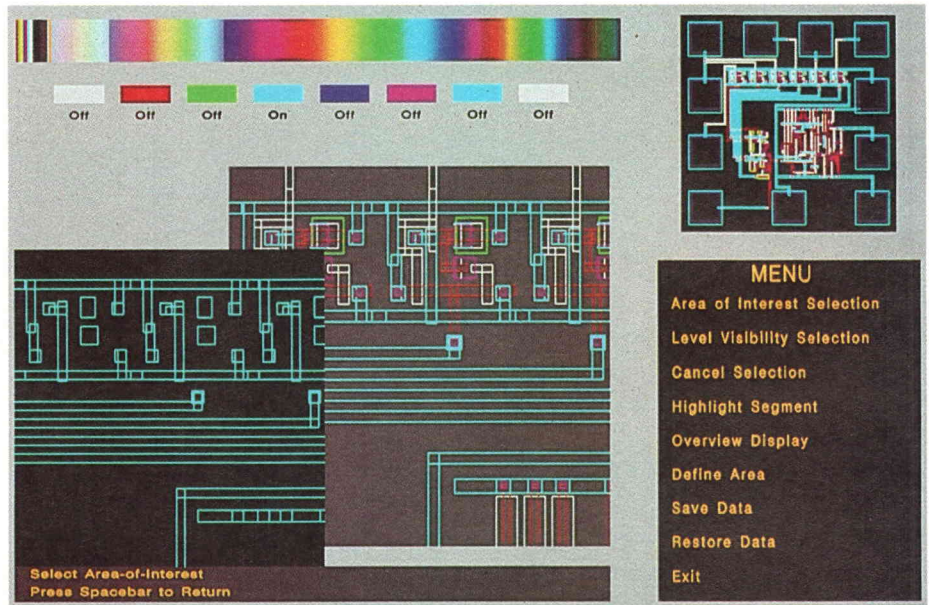 Off Off Off On Off Off Off Off
MENU
Area of Interest Selection
Level Visibility Selection
Cancel Selection
Highlight Segment
Overview Display
Define Area
Save Data
Restore Data
Exit
Select Area-of-Interest
Press Spacebar to Return